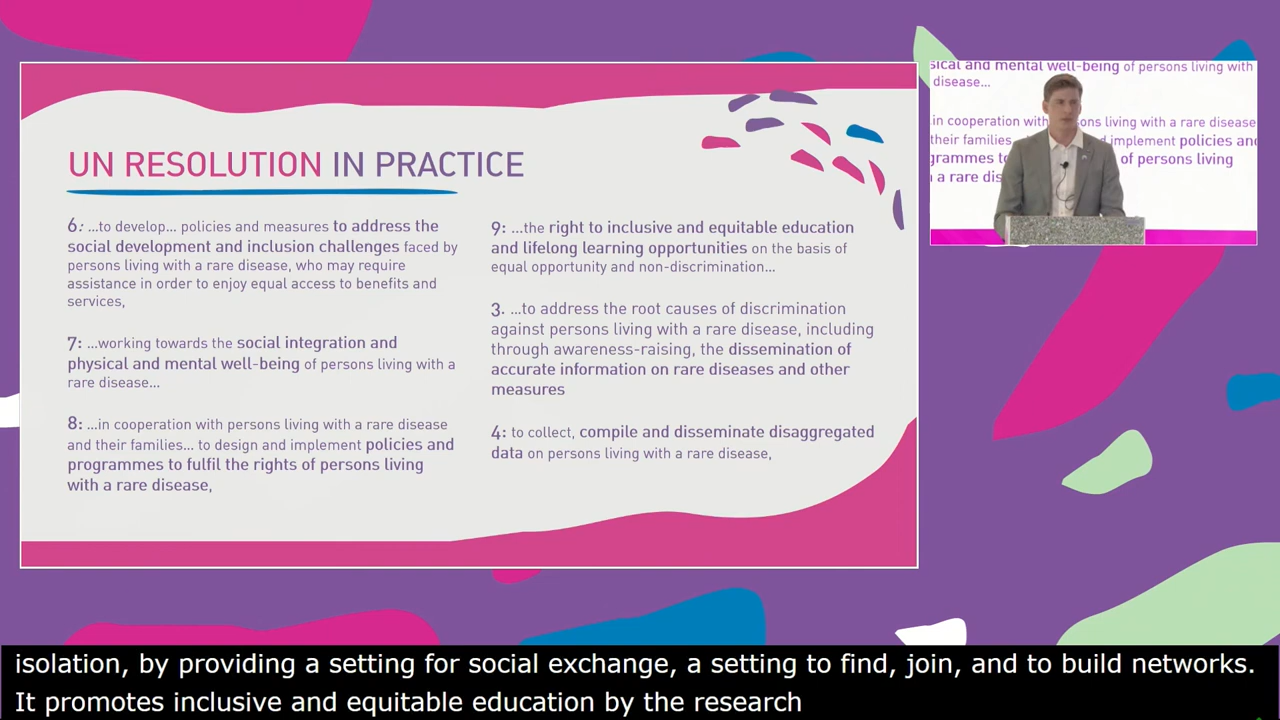 UN RESOLUTION IN PRACTICE
6: ...to develop... policies and measures to address the
social development and inclusion challenges faced by
persons living with a rare disease, who may require
assistance in order to enjoy equal access to benefits and
services,
7: ...working towards the social integration and
physical and mental well-being of persons living with a
rare disease...
8: ...in cooperation with persons living with a rare disease
and their families... to design and implement policies and
programmes to fulfil the rights of persons living
with a rare disease,
9: ...the right to inclusive and equitable education
and lifelong learning opportunities on the basis of
equal opportunity and non-discrimination...
3. ...to address the root causes of discrimination
against persons living with a rare disease, including
through awareness-raising, the dissemination of
accurate information on rare diseases and other
measures
4: to collect, compile and disseminate disaggregated
data on persons living with a rare disease,
sical and mental well-being of persons living with
disease...
in cooperation with ons living with a rare disease
their families... implement policies and
grammes to of persons living
a rare dis
isolation, by providing a setting for social exchange, a setting to find, join, and to build networks.
It promotes inclusive and equitable education by the research